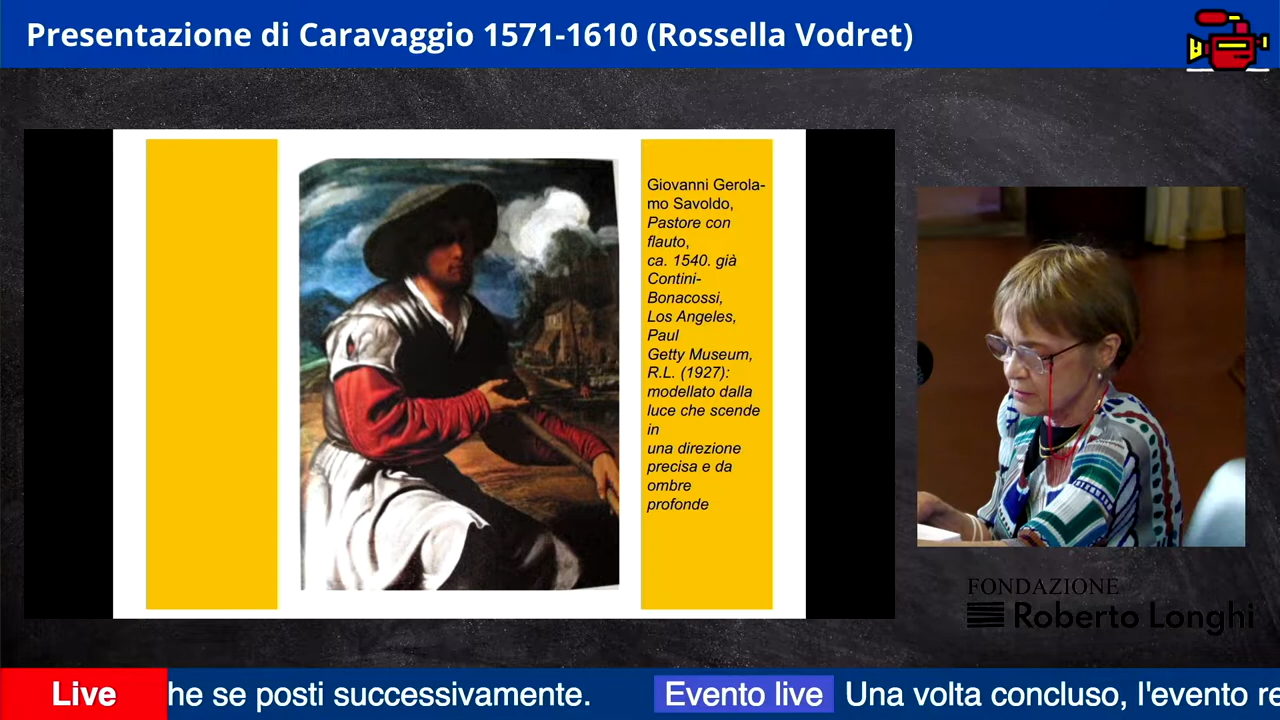 Presentazione di Caravaggio 1571-1610 (Rossella Vodret)
Giovanni Gerola-
mo Savoldo,
Pastore con
flauto,
ca. 1540. già
Contini-
Bonacossi,
Los Angeles,
Paul
Getty Museum,
R.L. (1927):
modellato dalla
luce che scende
in
una direzione
precisa e da
ombre
profonde
FONDAZIONE
Roberto Longhi
Live
he se posti successivamente.
Evento live
Una volta concluso, l'evento re